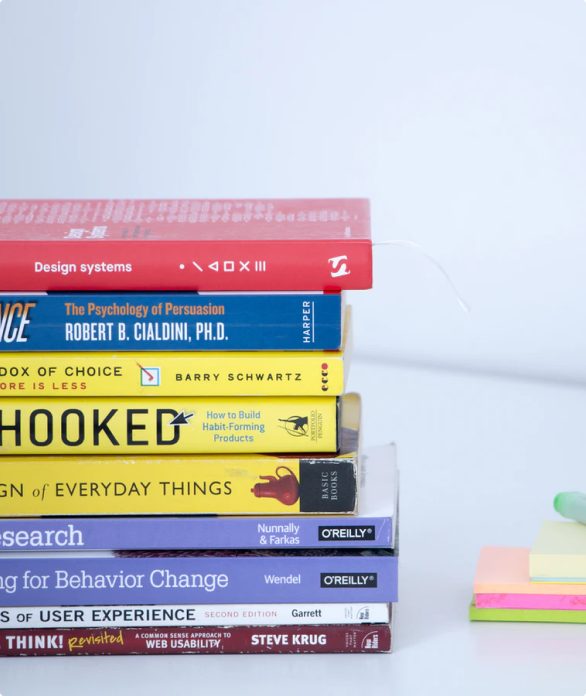 Design systems
NCE
The Psychology of Persuasion
ROBERT B. CIALDINI, PH.D.
HARPER
DOX OF CHOICE
ORE IS LESS
BARRY SCHWARTZ
HOOKED
How to Build
Habit-Forming
Products
PORTFOLIO
PENGUIN
GN of EVERYDAY THINGS
BASIC
BOOKS
esearch
Nunnally
& Farkas
O'REILLY®
ng for Behavior Change
Wendel
O'REILLY®
S OF USER EXPERIENCE
SECOND EDITION
Garrett
THINK! Revisited
A COMMON SENSE APPROACH TO
WEB USABILITY
STEVE KRUG